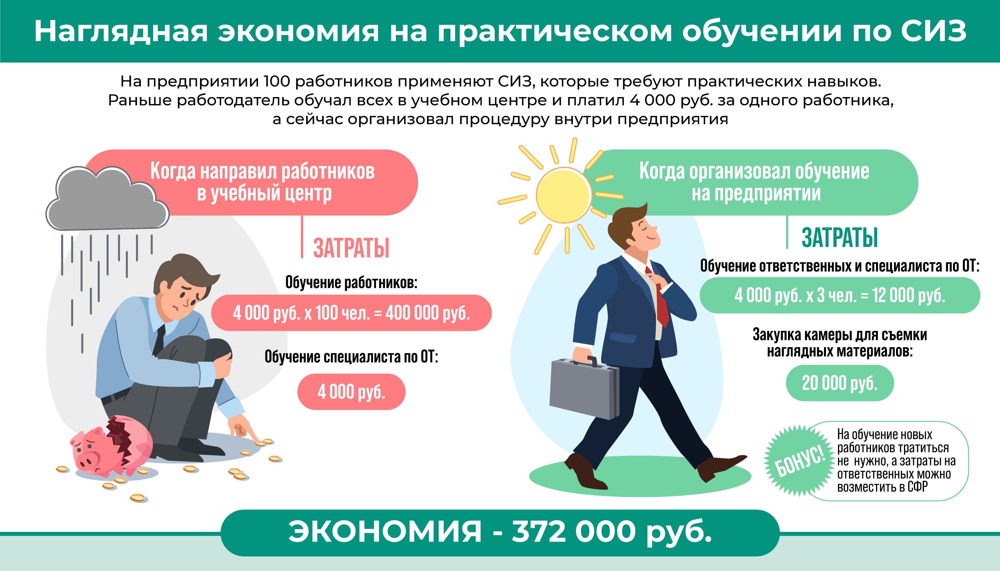 Наглядная экономия на практическом обучении по СИЗ
На предприятии 100 работников применяют СИЗ, которые требуют практических навыков.
Раньше работодатель обучал всех в учебном центре и платил 4 000 руб. за одного работника,
а сейчас организовал процедуру внутри предприятия
Когда направил работников
в учебный центр
ЗАТРАТЫ
Обучение работников:
4 000 руб. х 100 чел. = 400 000 руб.
Обучение специалиста по ОТ:
4 000 руб.
Когда организовал обучение
на предприятии
ЗАТРАТЫ
Обучение ответственных и специалиста по ОТ:
4 000 руб. х 3 чел. = 12 000 руб.
Закупка камеры для съемки
наглядных материалов:
20 000 руб.
БОНУС!
На обучение новых
работников тратиться
не нужно, а затраты на
ответственных можно
возместить в СФР
ЭКОНОМИЯ - 372 000 руб.